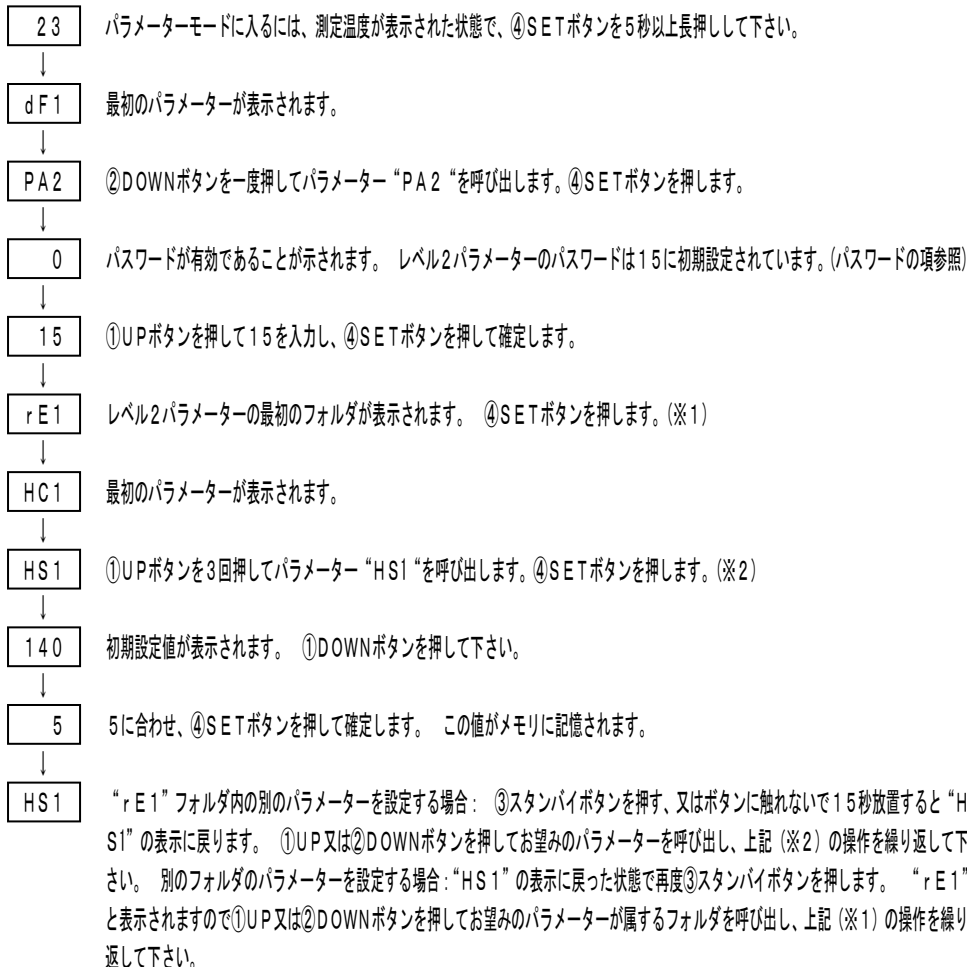 23 パラメーターモードに入るには、測定温度が表示された状態で、④SETボタンを5秒以上長押しして下さい。
↓
dF1 最初のパラメーターが表示されます。
↓
PA2 ②DOWNボタンを一度押してパラメーター“PA2“を呼び出します。④SETボタンを押します。
↓
0 パスワードが有効であることが示されます。 レベル2パラメーターのパスワードは15に初期設定されています。(パスワードの項参照)
↓
15 ①UPボタンを押して15を入力し、④SETボタンを押して確定します。
↓
rE1 レベル2パラメーターの最初のフォルダが表示されます。 ④SETボタンを押します。(※1)
↓
HC1 最初のパラメーターが表示されます。
↓
HS1 ①UPボタンを3回押してパラメーター“HS1“を呼び出します。④SETボタンを押します。(※2)
↓
140 初期設定値が表示されます。 ①DOWNボタンを押して下さい。
↓
5 5に合わせ、④SETボタンを押して確定します。 この値がメモリに記憶されます。
↓
HS1 “rE1”フォルダ内の別のパラメーターを設定する場合: ③スタンバイボタンを押す、又はボタンに触れないで15秒放置すると“H
S1”の表示に戻ります。 ①UP又は②DOWNボタンを押してお望みのパラメーターを呼び出し、上記(※2)の操作を繰り返して下
さい。 別のフォルダのパラメーターを設定する場合:“HS1”の表示に戻った状態で再度③スタンバイボタンを押します。 “rE1”
と表示されますので①UP又は②DOWNボタンを押してお望みのパラメーターが属するフォルダを呼び出し、上記(※1)の操作を繰り
返して下さい。